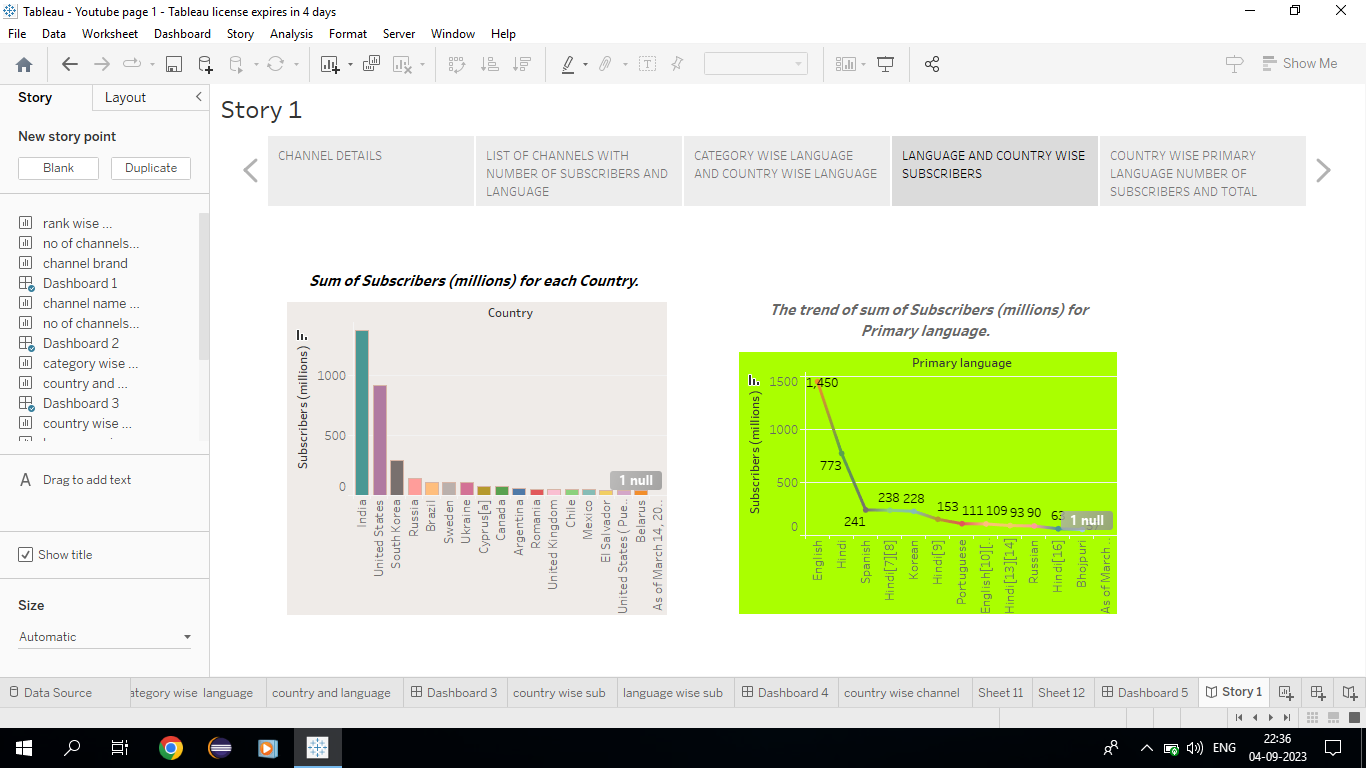 Tableau - Youtube page 1 - Tableau license expires in 4 days
File Data Worksheet Dashboard Story Analysis Format Server Window Help
Show Me
Story Layout
New story point
Blank Duplicate
rank wise ...
no of channels...
channel brand
Dashboard 1
channel name ...
no of channels...
Dashboard 2
category wise ...
country and ...
Dashboard 3
country wise ...
A Drag to add text
Show title
Size
Automatic
Story 1
CHANNEL DETAILS
LIST OF CHANNELS WITH
NUMBER OF SUBSCRIBERS AND
LANGUAGE
CATEGORY WISE LANGUAGE
AND COUNTRY WISE LANGUAGE
LANGUAGE AND COUNTRY WISE
SUBSCRIBERS
COUNTRY WISE PRIMARY
LANGUAGE NUMBER OF
SUBSCRIBERS AND TOTAL
Sum of Subscribers (millions) for each Country.
Country
Subscribers (millions)
1000
500
0
1 null
India
United States
South Korea
Russia
Brazil
Sweden
Ukraine
Cyprus[a]
Canada
Argentina
Romania
United Kingdom
Chile
Mexico
El Salvador
United States ( Pue..
Belarus
As of March 14, 20..
The trend of sum of Subscribers (millions) for
Primary language.
Primary language
Subscribers (millions)
1500
1000
500
0
1,450
773
241
238
228
153
111
109
93
90
1 null
English
Hindi
Spanish
Hindi[7][8]
Korean
Hindi[9]
Portuguese
English[10][..
Hindi[13][14]
Russian
Hindi[16]
Bhojpuri
As of March ..
Data Source
ategory wise language
country and language
Dashboard 3
country wise sub
language wise sub
Dashboard 4
country wise channel
Sheet 11
Sheet 12
Dashboard 5
Story 1
ENG
22:36
04-09-2023